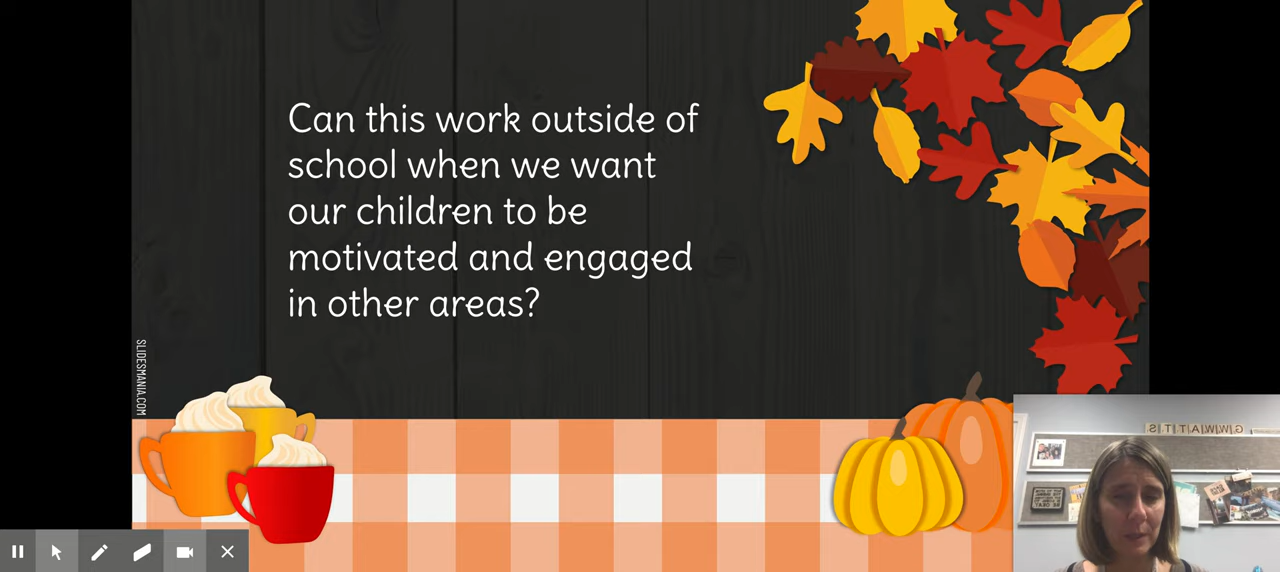 Can this work outside of
school when we want
our children to be
motivated and engaged
in other areas?
SLIDESMANIA.COM